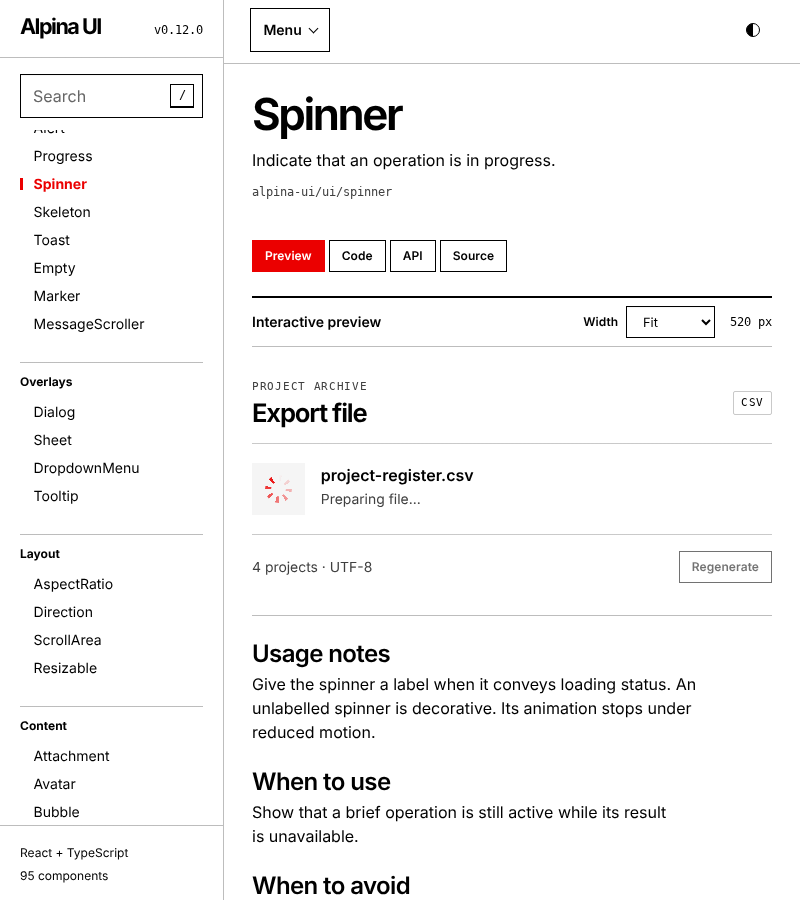 Alpina UI
v0.12.0
Search
/
Alert
Progress
Spinner
Skeleton
Toast
Empty
Marker
MessageScroller
Overlays
Dialog
Sheet
DropdownMenu
Tooltip
Layout
AspectRatio
Direction
ScrollArea
Resizable
Content
Attachment
Avatar
Bubble
React + TypeScript
95 components
Menu
Spinner
Indicate that an operation is in progress.
alpina-ui/ui/spinner
Preview
Code
API
Source
Interactive preview
Width
Fit
520 px
PROJECT ARCHIVE
Export file
CSV
project-register.csv
Preparing file…
4 projects · UTF-8
Regenerate
Usage notes
Give the spinner a label when it conveys loading status. An
unlabelled spinner is decorative. Its animation stops under
reduced motion.
When to use
Show that a brief operation is still active while its result
is unavailable.
When to avoid